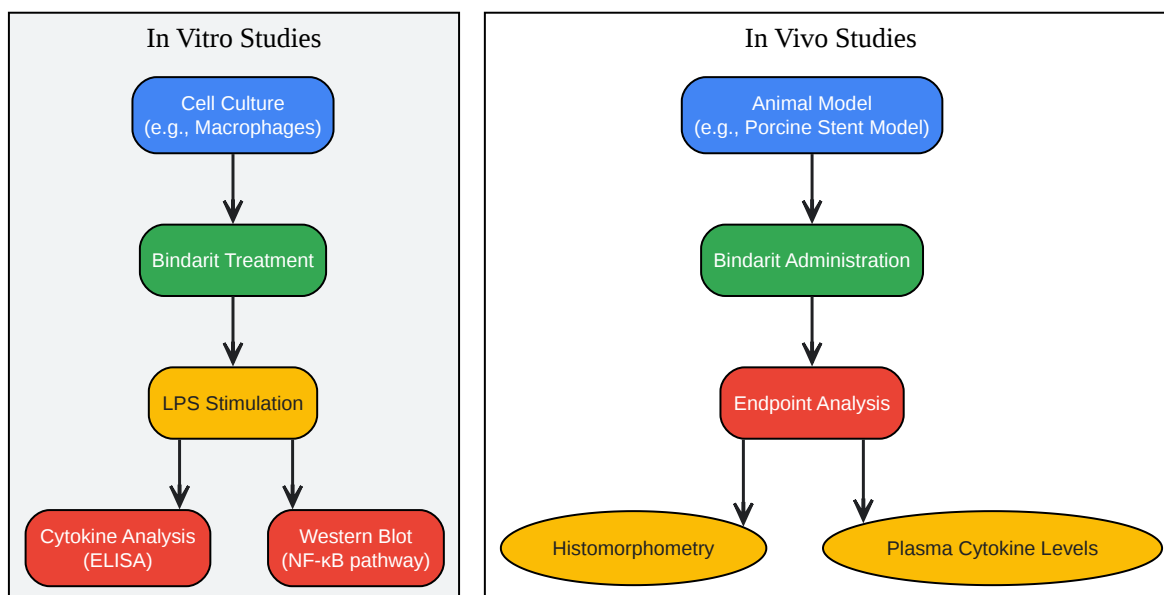 In Vitro Studies
Cell Culture
(e.g., Macrophages)
Bindarit Treatment
LPS Stimulation
Cytokine Analysis
(ELISA)
Western Blot
(NF-κB pathway)
In Vivo Studies
Animal Model
(e.g., Porcine Stent Model)
Bindarit Administration
Endpoint Analysis
Histomorphometry
Plasma Cytokine Levels